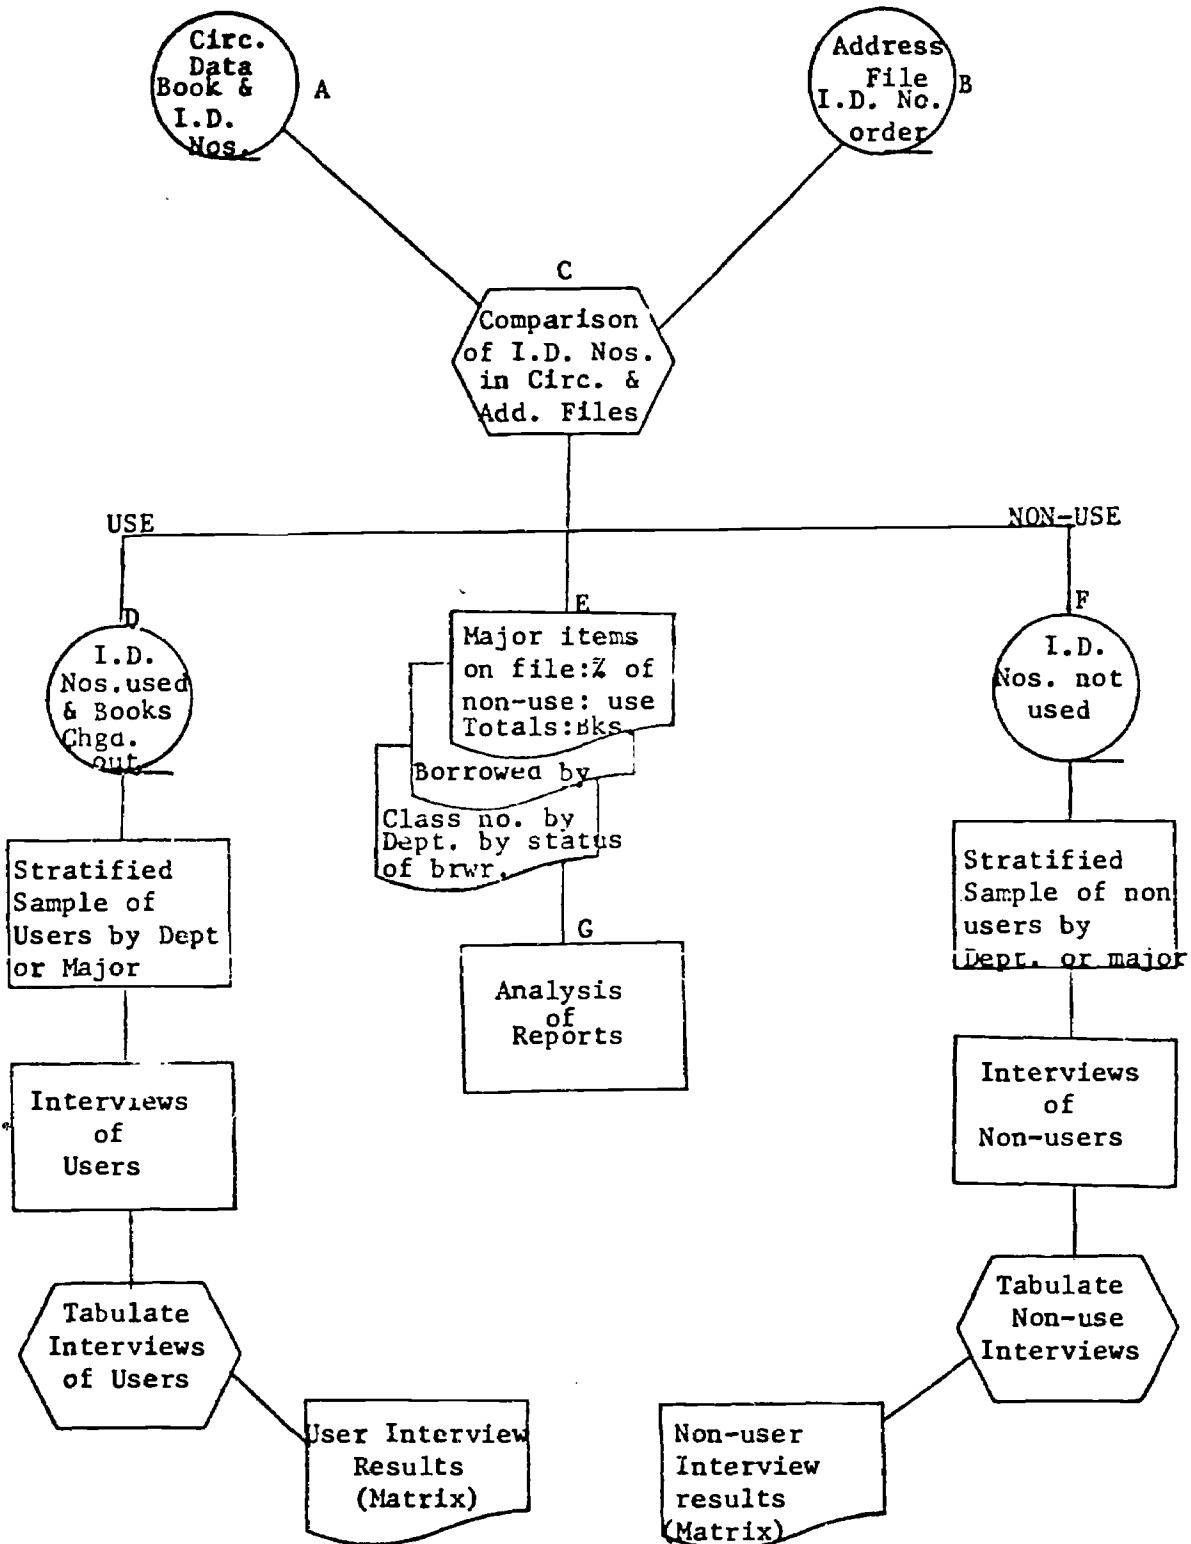 Circ.
Data
Book &
I.D.
Nos.
A
Address
File
I.D. No.
order
B
C
Comparison
of I.D. Nos.
in Circ. &
Add. Files
USE
NON-USE
D
I.D.
Nos.used
& Books
Chgd.
out
E
Major items
on file:% of
non-use: use
Totals:Bks.
Borrowed by
Class no. by
Dept. by status
of brwr.
F
I.D.
Nos. not
used
Stratified
Sample of
Users by Dept
or Major
G
Analysis
of
Reports
Stratified
Sample of non
users by
Dept. or major
Interviews
of
Users
Interviews
of
Non-users
Tabulate
Interviews
of Users
Tabulate
Non-use
Interviews
User Interview
Results
(Matrix)
Non-user
Interview
results
(Matrix)